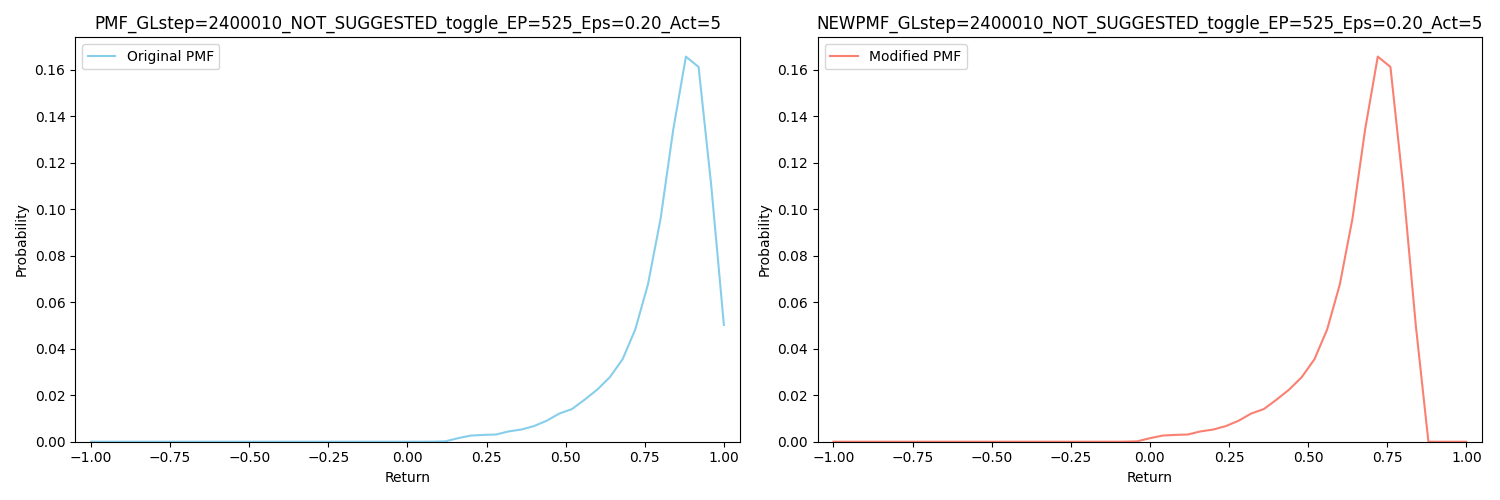 PMF_GLstep=2400010_NOT_SUGGESTED_toggle_EP=525_Eps=0.20_Act=5
Original PMF
Probability
0.16
0.14
0.12
0.10
0.08
0.06
0.04
0.02
0.00
−1.00 −0.75 −0.50 −0.25 0.00 0.25 0.50 0.75 1.00
Return
NEWPMF_GLstep=2400010_NOT_SUGGESTED_toggle_EP=525_Eps=0.20_Act=5
Modified PMF
Probability
0.16
0.14
0.12
0.10
0.08
0.06
0.04
0.02
0.00
−1.00 −0.75 −0.50 −0.25 0.00 0.25 0.50 0.75 1.00
Return